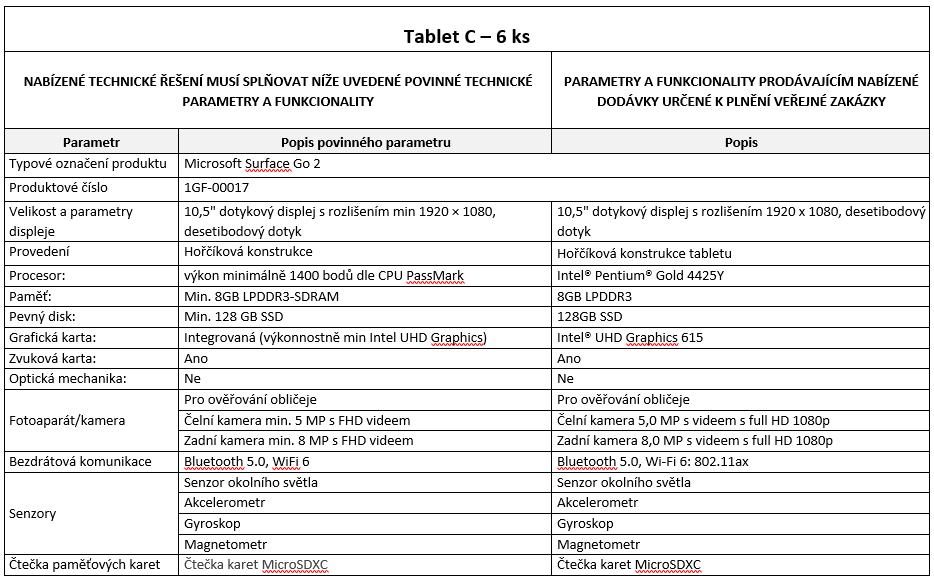 Tablet C – 6 ks
NABÍZENÉ TECHNICKÉ ŘEŠENÍ MUSÍ SPLŇOVAT NÍŽE UVEDENÉ POVINNÉ TECHNICKÉ
PARAMETRY A FUNKCIONALITY
PARAMETRY A FUNKCIONALITY PRODÁVAJÍCÍM NABÍZENÉ
DODÁVKY URČENÉ K PLNĚNÍ VEŘEJNÉ ZAKÁZKY
Parametr Popis povinného parametru Popis
Typové označení produktu Microsoft Surface Go 2
Produktové číslo 1GF-00017
Velikost a parametry
displeje
10,5" dotykový displej s rozlišením min 1920 × 1080,
desetibodový dotyk
10,5" dotykový displej s rozlišením 1920 x 1080, desetibodový
dotyk
Provedení Hořčíková konstrukce Hořčíková konstrukce tabletu
Procesor: výkon minimálně 1400 bodů dle CPU PassMark Intel® Pentium® Gold 4425Y
Paměť: Min. 8GB LPDDR3-SDRAM 8GB LPDDR3
Pevný disk: Min. 128 GB SSD 128GB SSD
Grafická karta: Integrovaná (výkonnostně min Intel UHD Graphics) Intel® UHD Graphics 615
Zvuková karta: Ano Ano
Optická mechanika: Ne Ne
Fotoaparát/kamera
Pro ověřování obličeje Pro ověřování obličeje
Čelní kamera min. 5 MP s FHD videem Čelní kamera 5,0 MP s videem s full HD 1080p
Zadní kamera min. 8 MP s FHD videem Zadní kamera 8,0 MP s videem s full HD 1080p
Bezdrátová komunikace Bluetooth 5.0, WiFi 6 Bluetooth 5.0, Wi-Fi 6: 802.11ax
Senzory
Senzor okolního světla Senzor okolního světla
Akcelerometr Akcelerometr
Gyroskop Gyroskop
Magnetometr Magnetometr
Čtečka paměťových karet Čtečka karet MicroSDXC Čtečka karet MicroSDXC